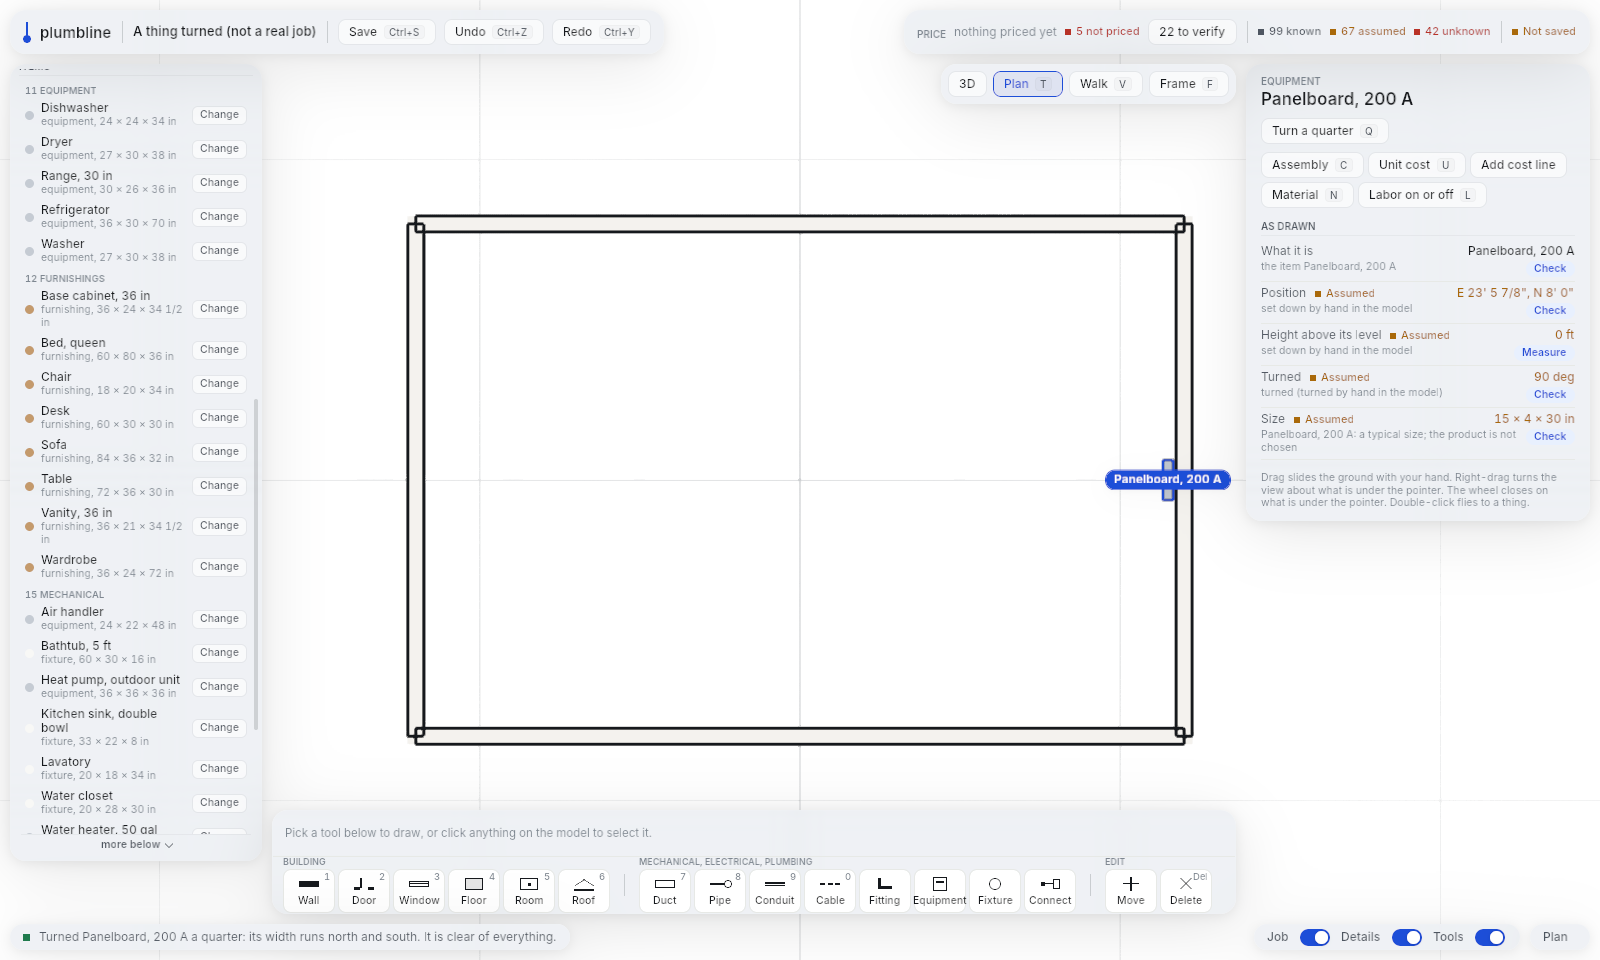 plumbline
A thing turned (not a real job)
Save Ctrl+S
Undo Ctrl+Z
Redo Ctrl+Y
PRICE nothing priced yet 5 not priced 22 to verify 99 known 67 assumed 42 unknown Not saved
3D
Plan T
Walk V
Frame F
11 EQUIPMENT
Dishwasher
equipment, 24 × 24 × 34 in
Change
Dryer
equipment, 27 × 30 × 38 in
Change
Range, 30 in
equipment, 30 × 26 × 36 in
Change
Refrigerator
equipment, 36 × 30 × 70 in
Change
Washer
equipment, 27 × 30 × 38 in
Change
12 FURNISHINGS
Base cabinet, 36 in
furnishing, 36 × 24 × 34 1/2
in
Change
Bed, queen
furnishing, 60 × 80 × 36 in
Change
Chair
furnishing, 18 × 20 × 34 in
Change
Desk
furnishing, 60 × 30 × 30 in
Change
Sofa
furnishing, 84 × 36 × 32 in
Change
Table
furnishing, 72 × 36 × 30 in
Change
Vanity, 36 in
furnishing, 36 × 21 × 34 1/2
in
Change
Wardrobe
furnishing, 36 × 24 × 72 in
Change
15 MECHANICAL
Air handler
equipment, 24 × 22 × 48 in
Change
Bathtub, 5 ft
fixture, 60 × 30 × 16 in
Change
Heat pump, outdoor unit
equipment, 36 × 36 × 36 in
Change
Kitchen sink, double
bowl
fixture, 33 × 22 × 8 in
Change
Lavatory
fixture, 20 × 18 × 34 in
Change
Water closet
fixture, 20 × 28 × 30 in
Change
Water heater, 50 gal
more below
Panelboard, 200 A
EQUIPMENT
Panelboard, 200 A
Turn a quarter Q
Assembly C
Unit cost U
Add cost line
Material N
Labor on or off L
AS DRAWN
What it is Panelboard, 200 A
the item Panelboard, 200 A Check
Position Assumed E 23' 5 7/8", N 8' 0"
set down by hand in the model Check
Height above its level Assumed 0 ft
set down by hand in the model Measure
Turned Assumed 90 deg
turned (turned by hand in the model) Check
Size Assumed 15 × 4 × 30 in
Panelboard, 200 A: a typical size; the product is not
chosen
Check
Drag slides the ground with your hand. Right-drag turns the
view about what is under the pointer. The wheel closes on
what is under the pointer. Double-click flies to a thing.
Pick a tool below to draw, or click anything on the model to select it.
BUILDING
Wall 1
Door 2
Window 3
Floor 4
Room 5
Roof 6
MECHANICAL, ELECTRICAL, PLUMBING
Duct 7
Pipe 8
Conduit 9
Cable 0
Fitting
Equipment
Fixture
Connect
EDIT
Move
Delete Del
Turned Panelboard, 200 A a quarter: its width runs north and south. It is clear of everything.
Job
Details
Tools
Plan